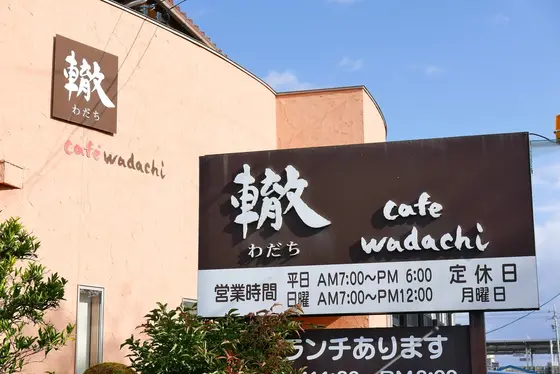 轍
わだち
café wadachi
轍
わだち
cafe
wadachi
営業時間 平日 AM7:00〜PM 6:00 定休日
日曜 AM7:00〜PM12:00 月曜日
ランチあります